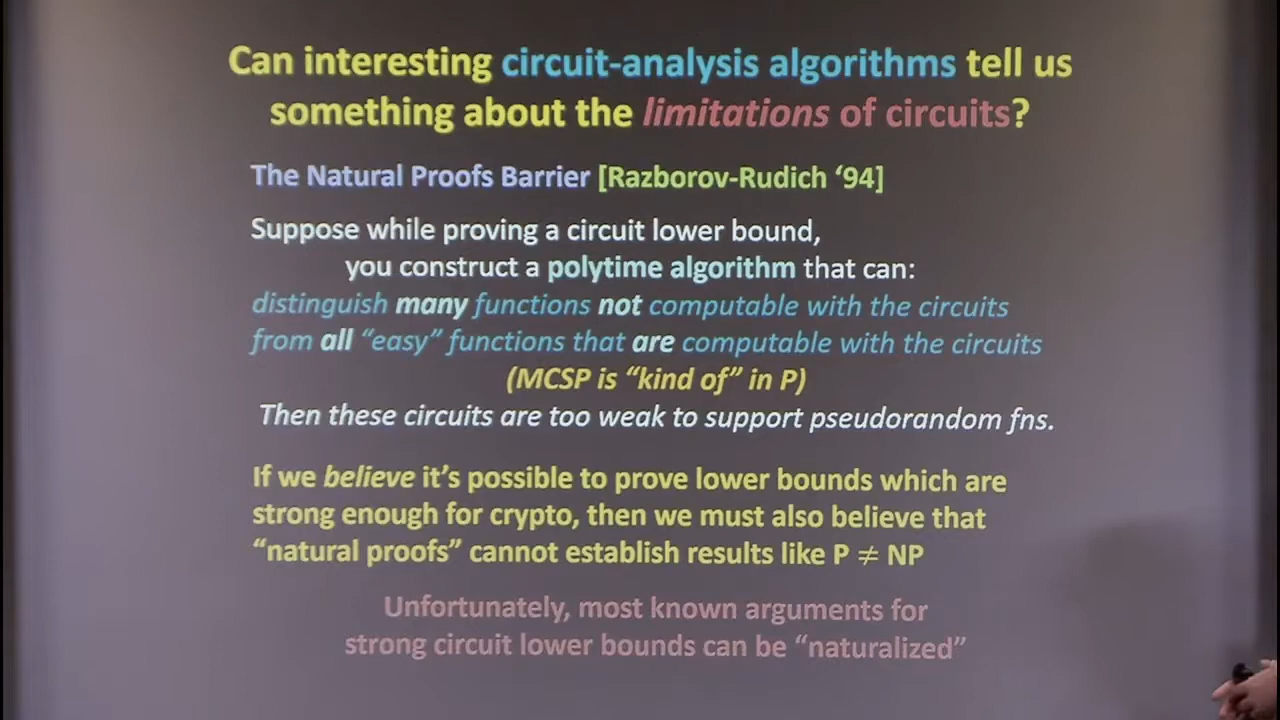 Can interesting circuit-analysis algorithms tell us
something about the limitations of circuits?
The Natural Proofs Barrier [Razborov-Rudich ‘94]
Suppose while proving a circuit lower bound,
you construct a polytime algorithm that can:
distinguish many functions not computable with the circuits
from all “easy” functions that are computable with the circuits
(MCSP is “kind of” in P)
Then these circuits are too weak to support pseudorandom fns.
If we believe it’s possible to prove lower bounds which are
strong enough for crypto, then we must also believe that
“natural proofs” cannot establish results like P ≠ NP
Unfortunately, most known arguments for
strong circuit lower bounds can be “naturalized”